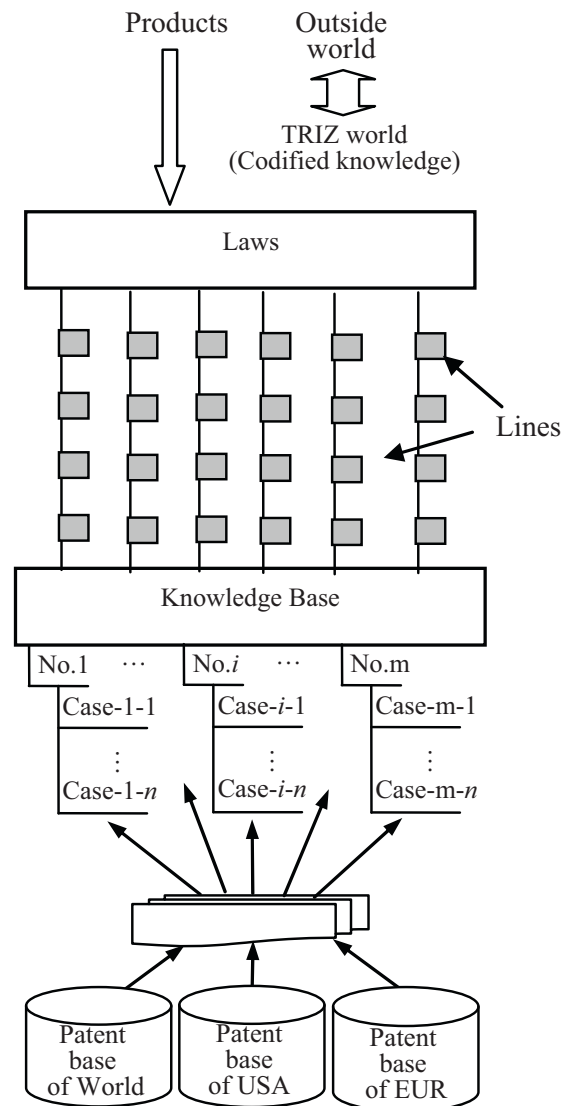 Products
Outside
world
TRIZ world
(Codified knowledge)
Laws
Lines
Knowledge Base
No.1 ··· No.i ··· No.m
Case-1-1 Case-i-1 Case-m-1
⋮ ⋮ ⋮
Case-1-n Case-i-n Case-m-n
Patent
base
of World
Patent
base
of USA
Patent
base
of EUR